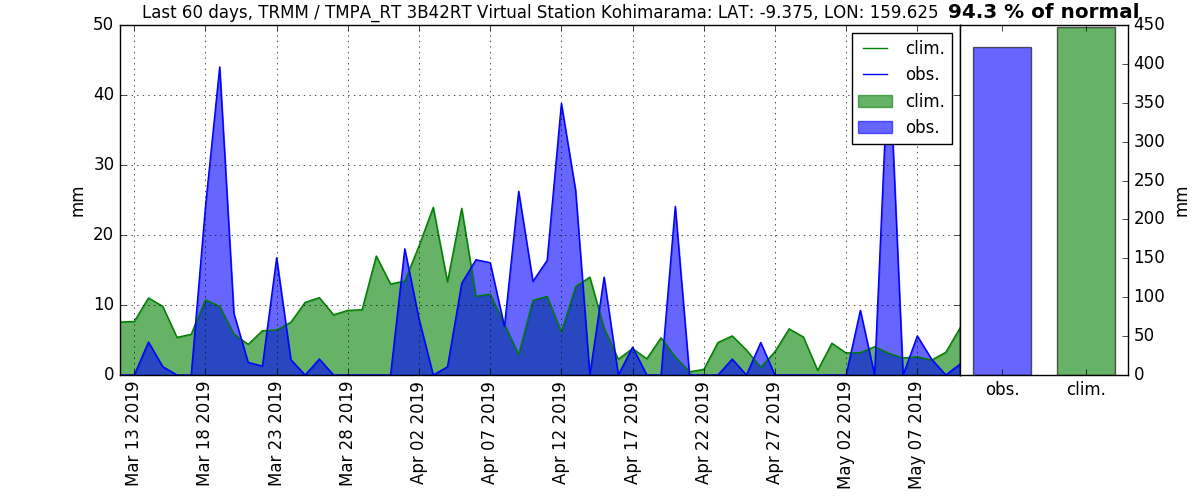 Last 60 days, TRMM / TMPA_RT 3B42RT Virtual Station Kohimarama: LAT: -9.375, LON: 159.625 94.3 % of normal
50
40
30
20
10
0
mm
clim.
obs.
clim.
obs.
450
400
350
300
250
200
150
100
50
0
mm
obs.
clim.
Mar 13 2019
Mar 18 2019
Mar 23 2019
Mar 28 2019
Apr 02 2019
Apr 07 2019
Apr 12 2019
Apr 17 2019
Apr 22 2019
Apr 27 2019
May 02 2019
May 07 2019